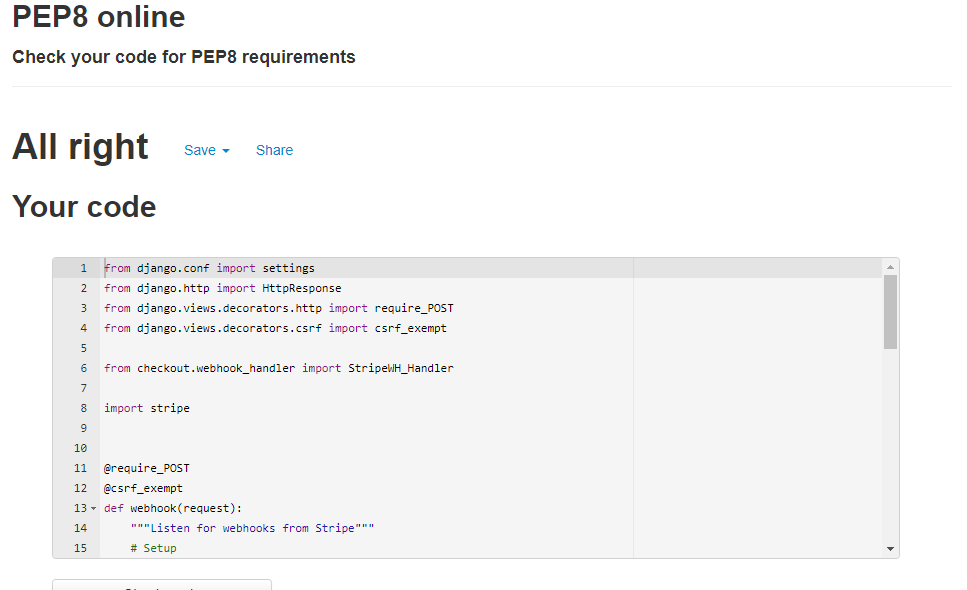 PEP8 online
Check your code for PEP8 requirements
All right Save Share
Your code
1 from django.conf import settings
2 from django.http import HttpResponse
3 from django.views.decorators.http import require_POST
4 from django.views.decorators.csrf import csrf_exempt
5
6 from checkout.webhook_handler import StripeWH_Handler
7
8 import stripe
9
10
11 @require_POST
12 @csrf_exempt
13 def webhook(request):
14 """Listen for webhooks from Stripe"""
15 # Setup